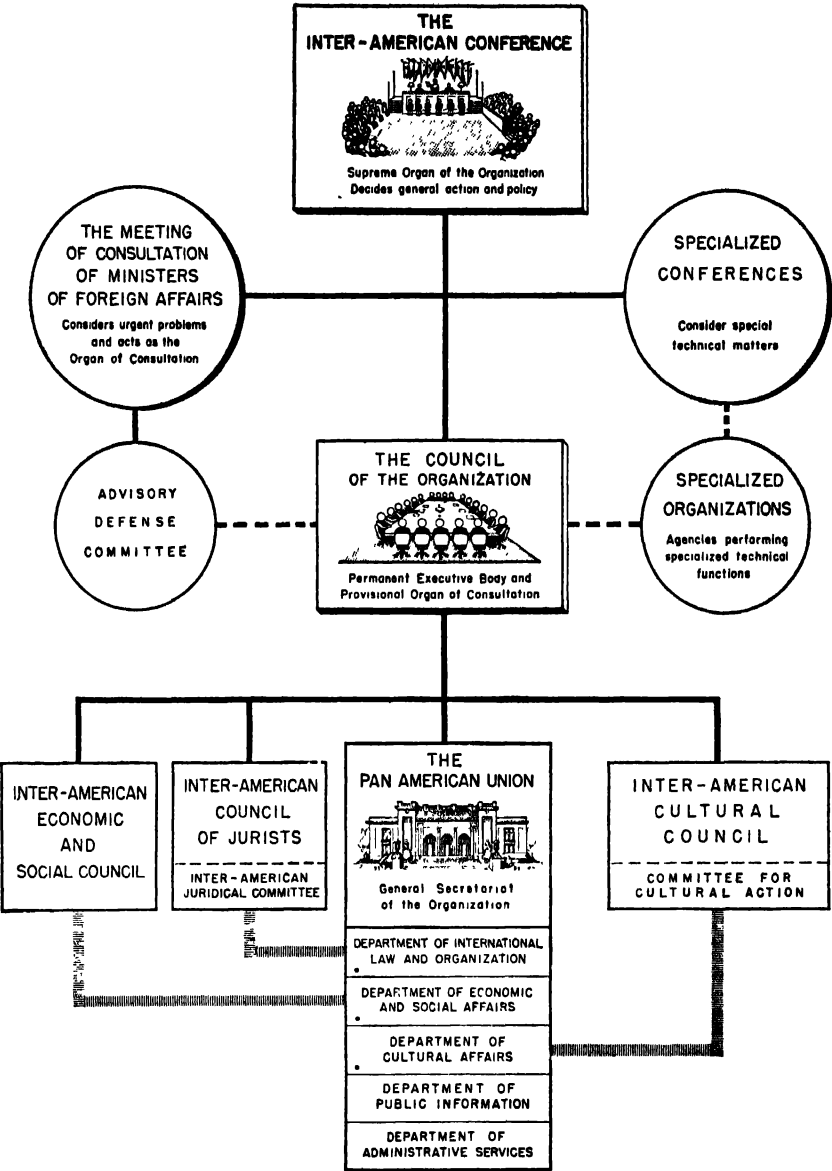 THE
INTER-AMERICAN CONFERENCE
Supreme Organ of the Organization
Decides general action and policy
THE MEETING
OF CONSULTATION
OF MINISTERS
OF FOREIGN AFFAIRS
Considers urgent problems
and acts as the
Organ of Consultation
SPECIALIZED
CONFERENCES
Consider special
technical matters
ADVISORY
DEFENSE
COMMITTEE
THE COUNCIL
OF THE ORGANIZATION
Permanent Executive Body and
Provisional Organ of Consultation
SPECIALIZED
ORGANIZATIONS
Agencies performing
specialized technical
functions
INTER-AMERICAN
ECONOMIC
AND
SOCIAL COUNCIL
INTER-AMERICAN
COUNCIL
OF JURISTS
INTER-AMERICAN
JURIDICAL COMMITTEE
THE
PAN AMERICAN UNION
General Secretariat
of the Organization
DEPARTMENT OF INTERNATIONAL
LAW AND ORGANIZATION
DEPARTMENT OF ECONOMIC
AND SOCIAL AFFAIRS
DEPARTMENT OF
CULTURAL AFFAIRS
DEPARTMENT OF
PUBLIC INFORMATION
DEPARTMENT OF
ADMINISTRATIVE SERVICES
INTER-AMERICAN
CULTURAL
COUNCIL
COMMITTEE FOR
CULTURAL ACTION